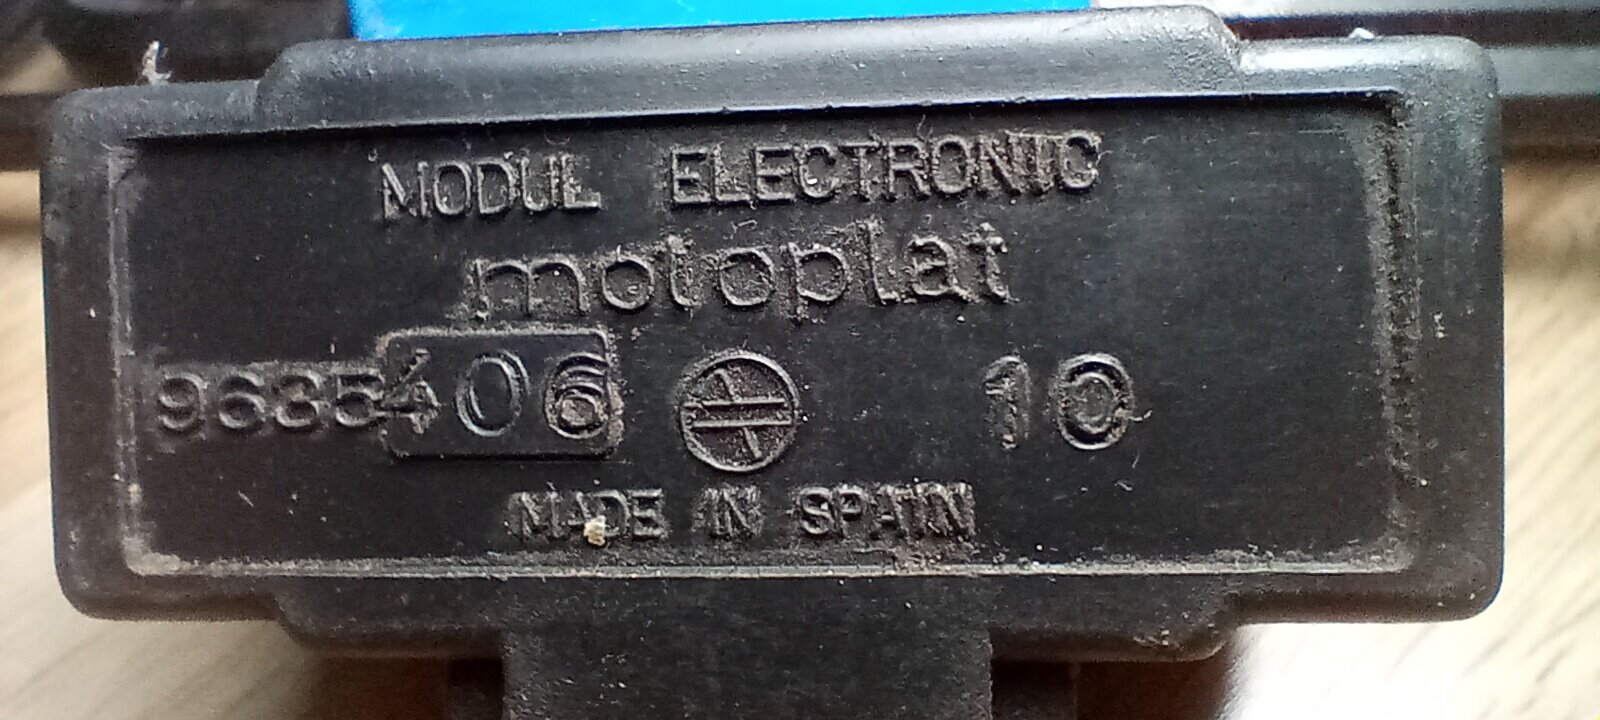 MODUL ELECTRONIC
motoplat
9635406 10
MADE IN SPAIN